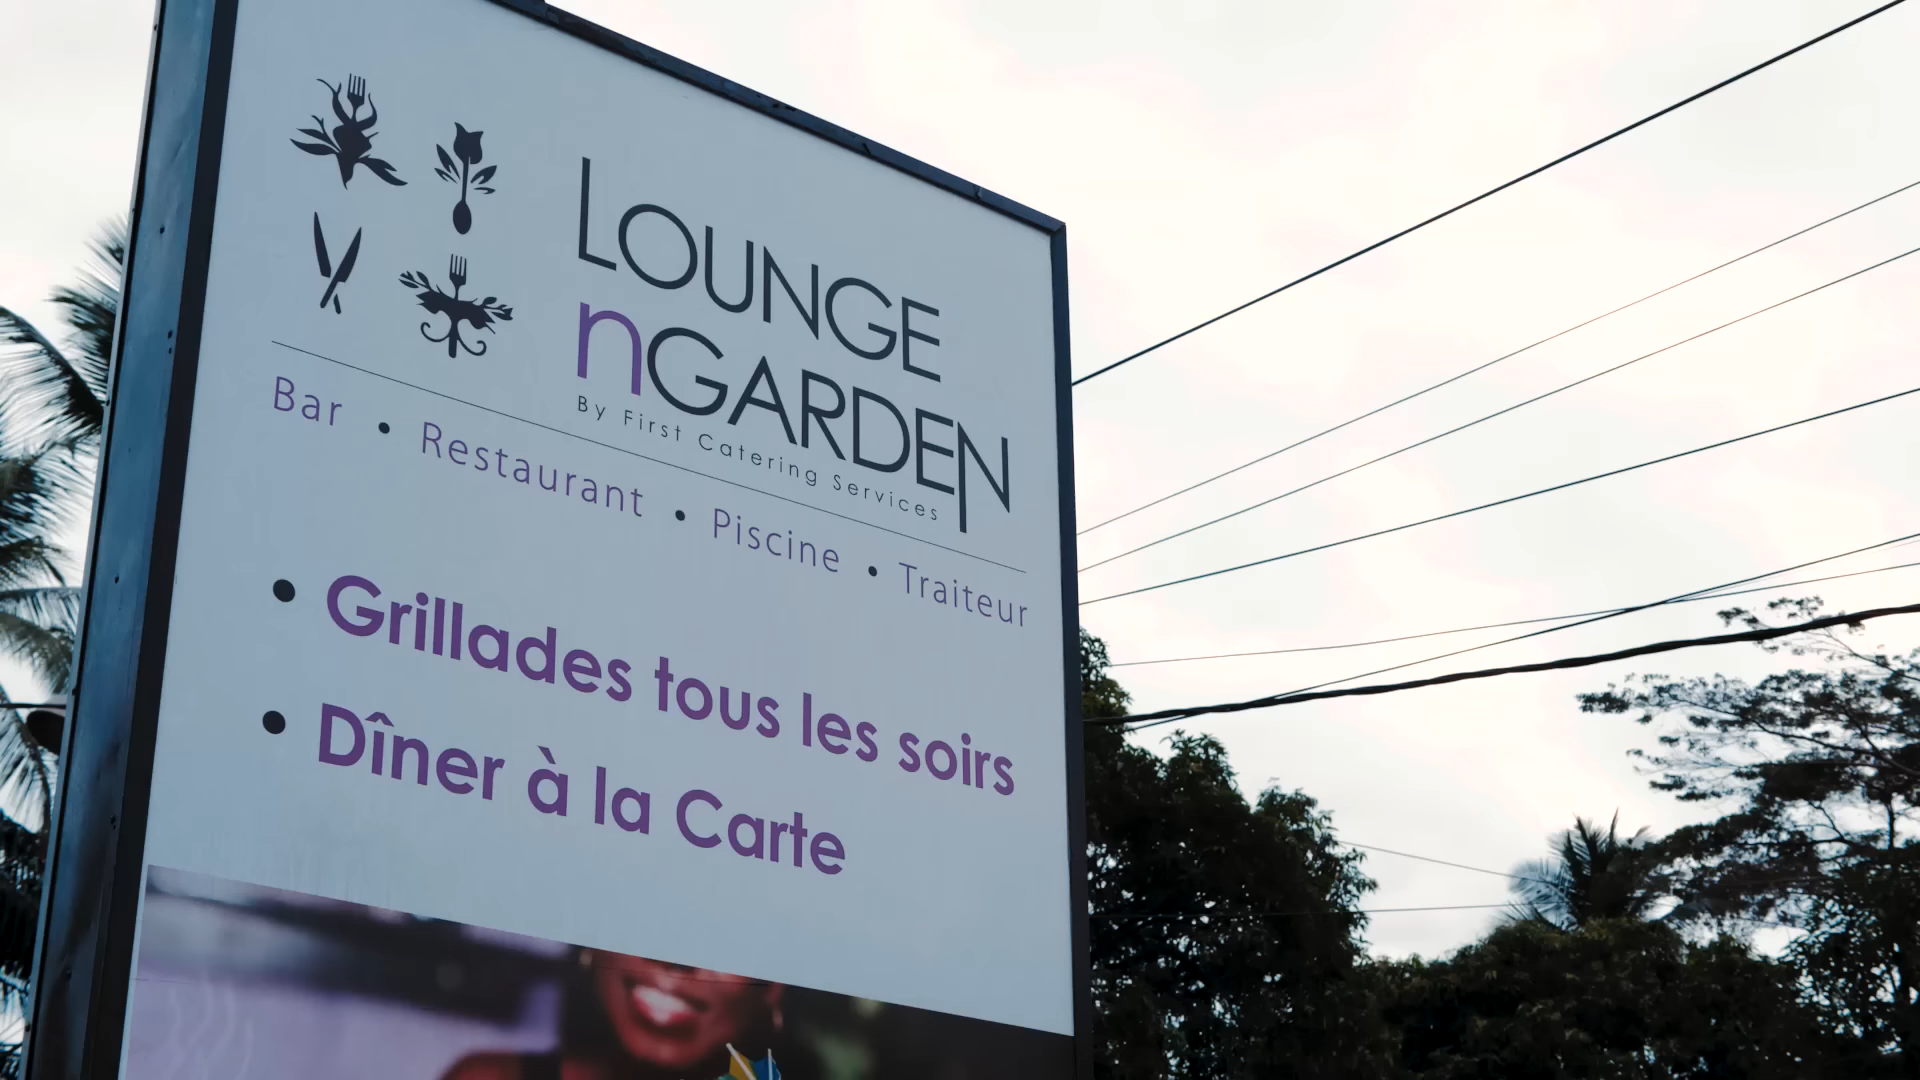 LOUNGE
nGARDEN
By First Catering Services
Bar • Restaurant • Piscine • Traiteur
• Grillades tous les soirs
• Dîner à la Carte